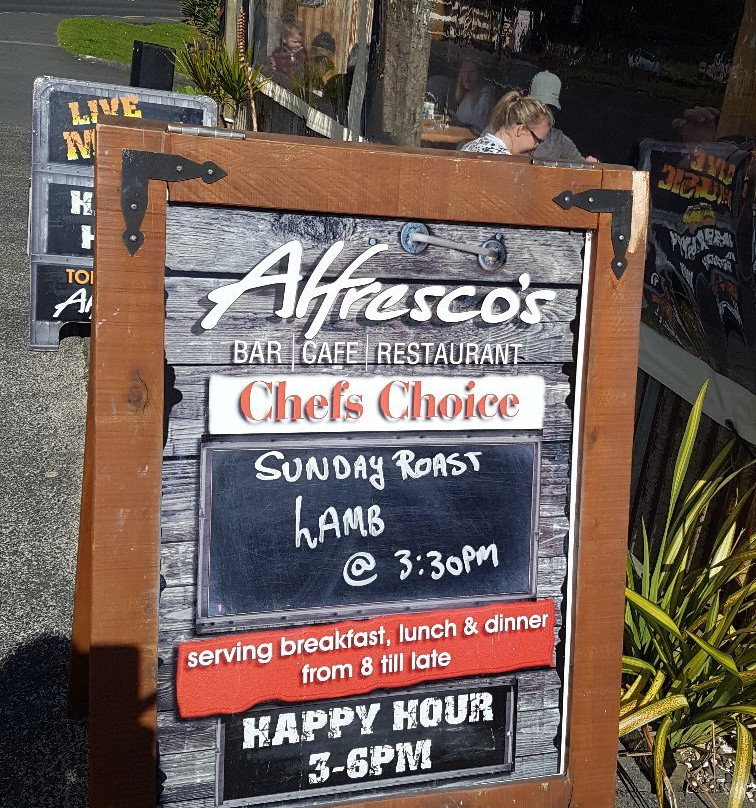 LIVE
Alfresco's
BAR | CAFE | RESTAURANT
Chefs Choice
SUNDAY ROAST
LAMB
@ 3:30PM
serving breakfast, lunch & dinner
from 8 till late
HAPPY HOUR
3-6PM